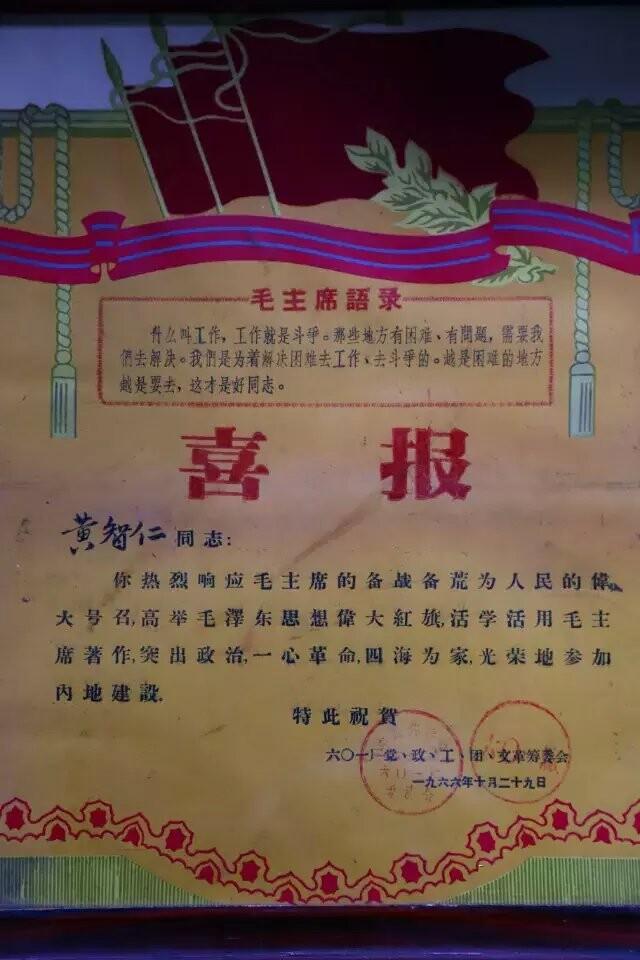 毛主席語录
什么叫工作，工作就是斗爭。那些地方有困难、有問題，需要我
們去解决。我們是为着解决困难去工作、去斗爭的。越是困难的地方
越是要去，这才是好同志。
喜报
黄智仁同志：
你热烈响应毛主席的备战备荒为人民的偉
大号召，高举毛澤东思想偉大紅旗，活学活用毛主
席著作，突出政治，一心革命，四海为家，光荣地参加
內地建設．
特此祝賀
六〇一厂党、政、工、团、文革筹委会
一九六六年十月二十九日